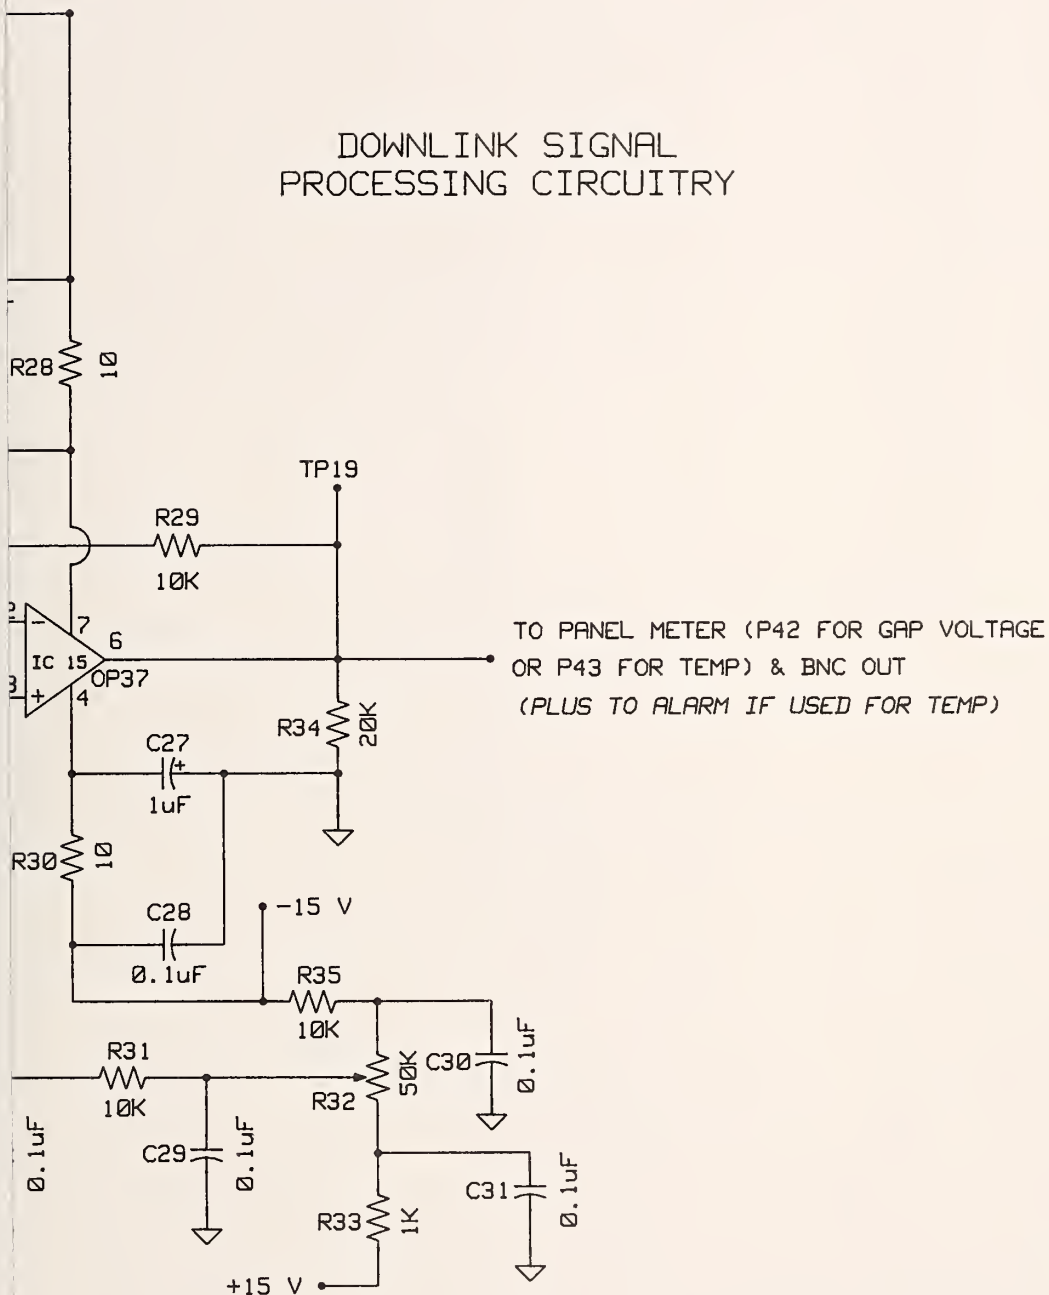 DOWNLINK SIGNAL
PROCESSING CIRCUITRY
R28
10
TP19
R29
10K
2
-
7
6
IC 15
OP37
3
+
4
TO PANEL METER (P42 FOR GAP VOLTAGE
OR P43 FOR TEMP) & BNC OUT
(PLUS TO ALARM IF USED FOR TEMP)
R34
20K
C27
+
1uF
R30
10
C28
0.1uF
-15 V
R35
10K
R31
10K
R32
50K
C30
0.1uF
0.1uF
C29
0.1uF
C31
0.1uF
R33
1K
+15 V